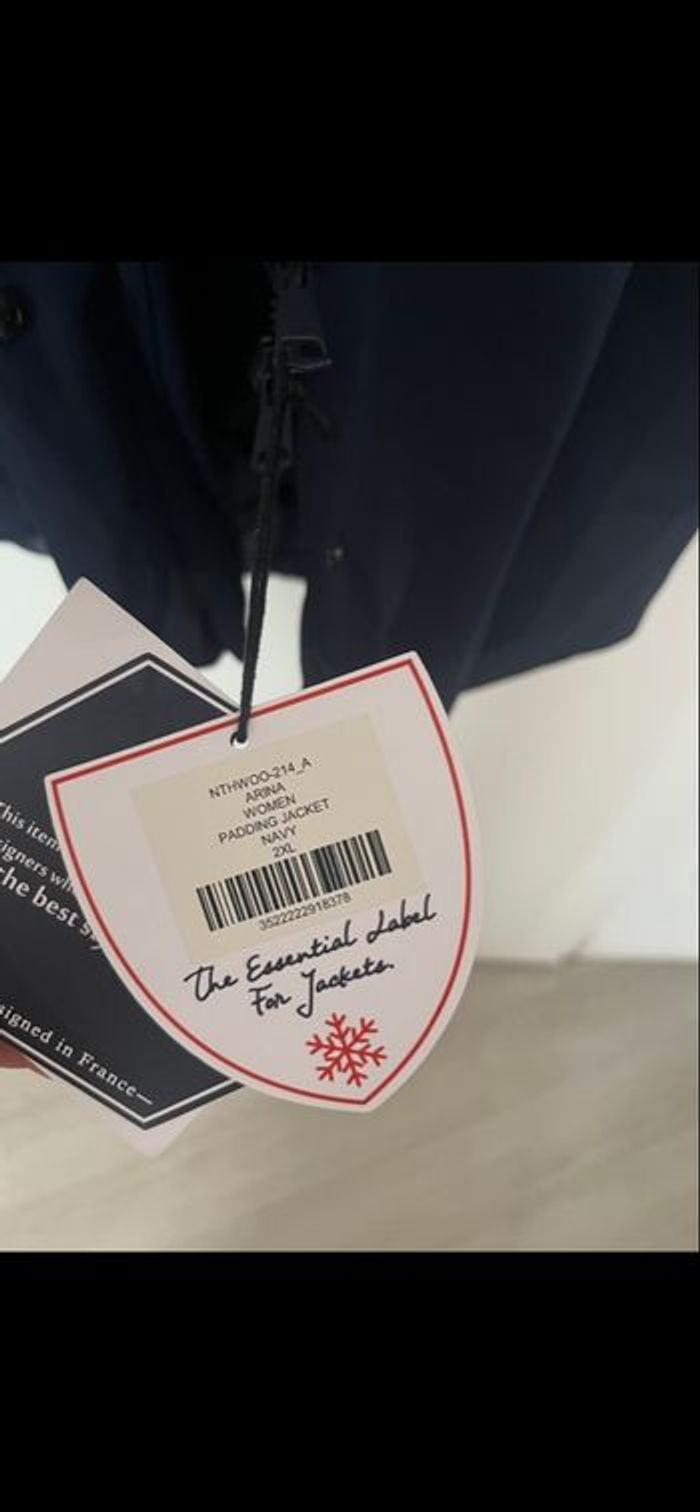 NTHWOO-214_A
ARINA
WOMEN
PADDING JACKET
NAVY
2XL
3522222918378
The Essential Label
For Jackets.
This item
the best
signed in France—